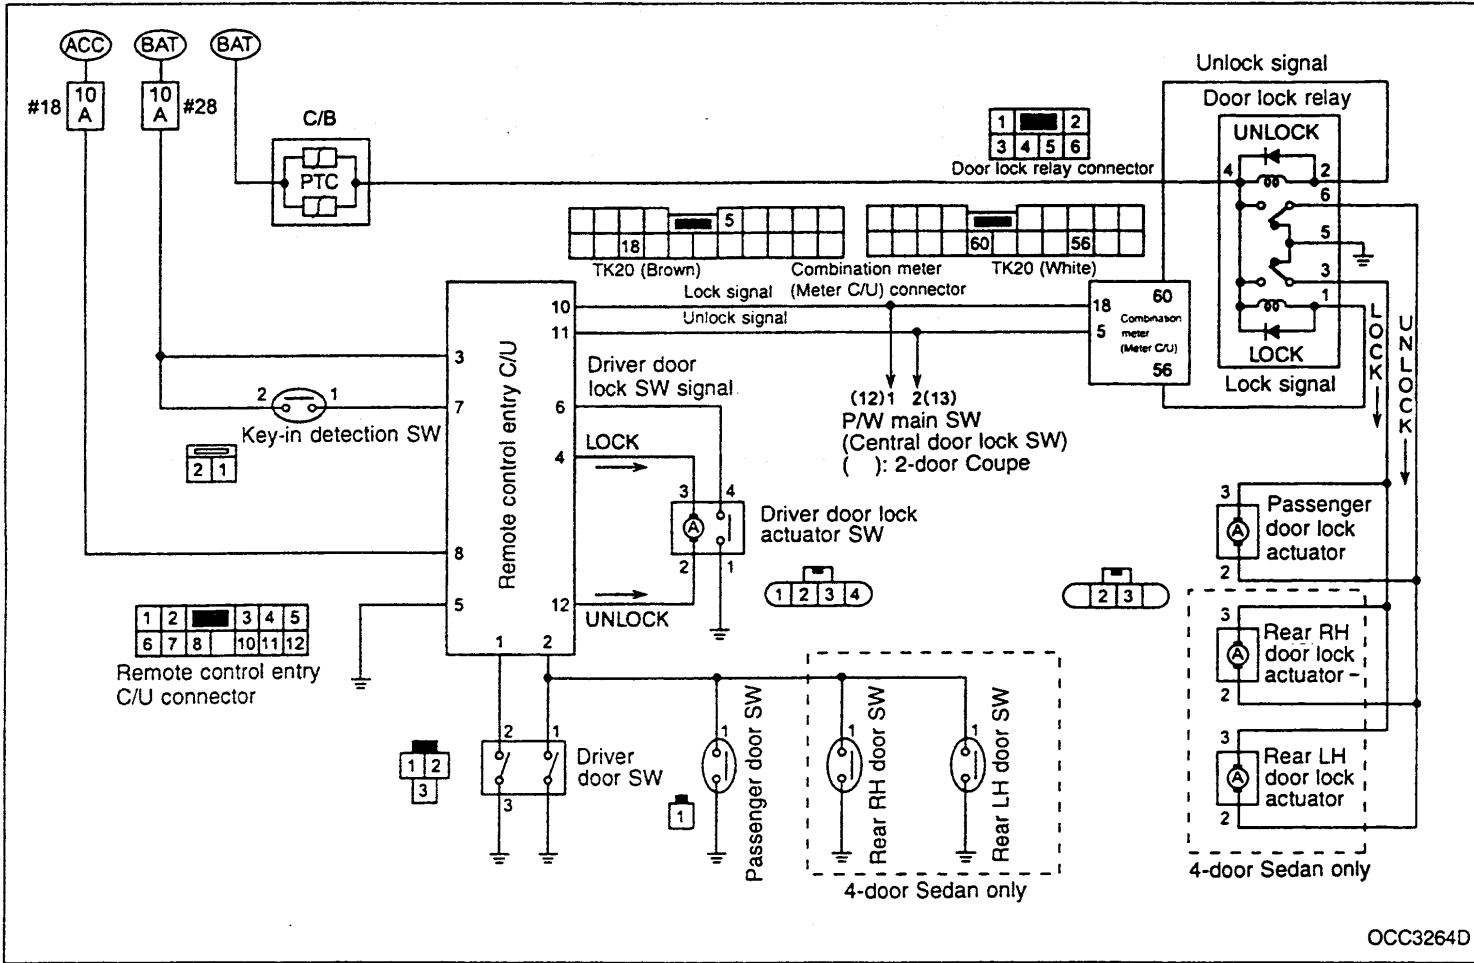 ACC
BAT
BAT
#18
10
A
10
A
#28
C/B
PTC
Unlock signal
Door lock relay
UNLOCK
4
2
6
5
3
1
LOCK
Lock signal
1 2
3 4 5 6
Door lock relay connector
5
18
TK20 (Brown)
60 56
TK20 (White)
Combination meter
(Meter C/U) connector
Lock signal
Unlock signal
10
11
18
5
60
Combination
meter
(Meter C/U)
56
LOCK
UNLOCK
3
7
8
5
Remote control entry C/U
2 1
Key-in detection SW
2 1
Driver door
lock SW signal
6
4
LOCK
12
UNLOCK
1 2
(12)1 2(13)
P/W main SW
(Central door lock SW)
( ): 2-door Coupe
3 4
A
2 1
Driver door lock
actuator SW
1 2 3 4
2 3
3
A
2
Passenger
door lock
actuator
3
A
2
Rear RH
door lock
actuator
3
A
2
Rear LH
door lock
actuator
4-door Sedan only
1 2 3 4 5
6 7 8 10 11 12
Remote control entry
C/U connector
1 2
3
2 1
3
Driver
door SW
1
1
Passenger door SW
1
Rear RH door SW
1
Rear LH door SW
4-door Sedan only
OCC3264D